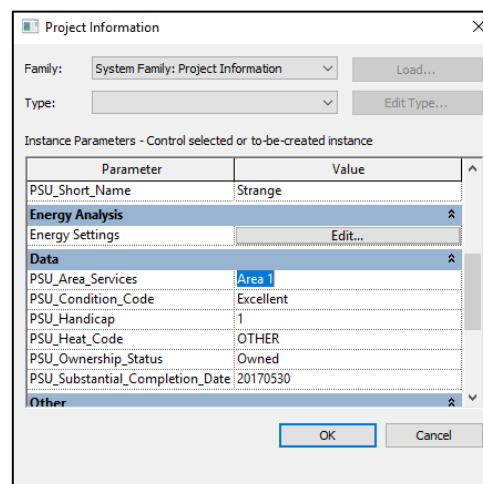 Project Information
Family: System Family: Project Information Load...
Type: Edit Type...
Instance Parameters - Control selected or to-be-created instance
Parameter Value
PSU_Short_Name Strange
Energy Analysis
Energy Settings Edit...
Data
PSU_Area_Services Area 1
PSU_Condition_Code Excellent
PSU_Handicap 1
PSU_Heat_Code OTHER
PSU_Ownership_Status Owned
PSU_Substantial_Completion_Date 20170530
Other
OK Cancel